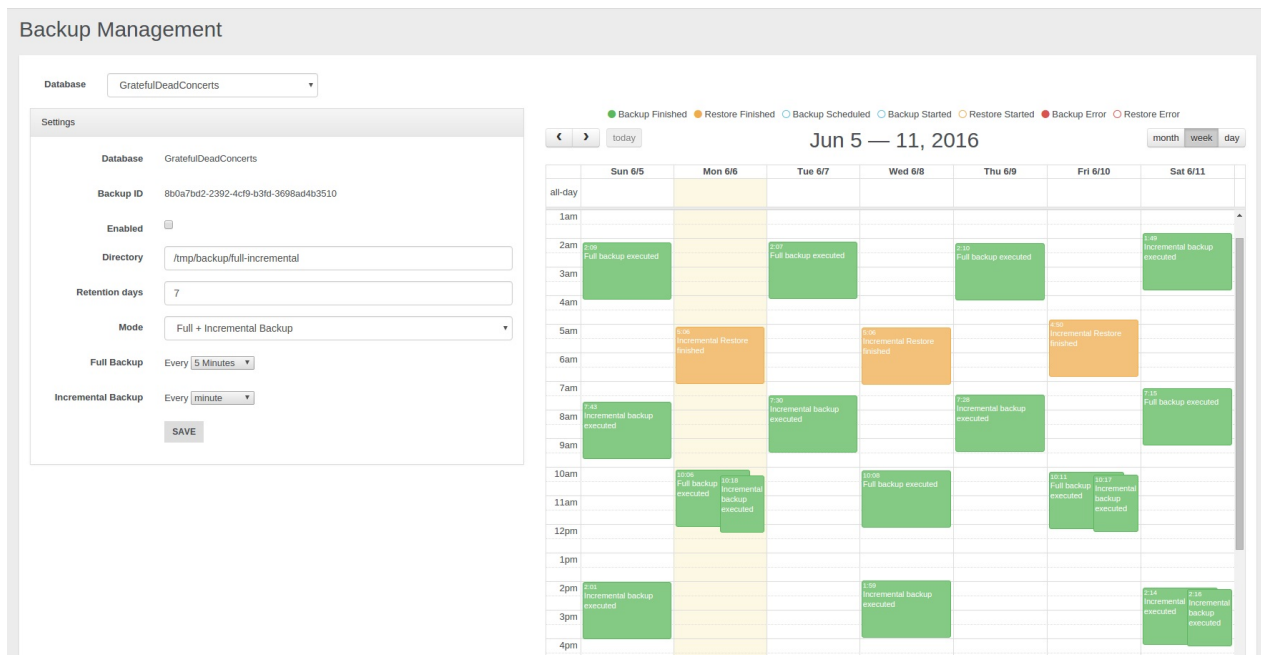 Backup Management
Database GratefulDeadConcerts
Settings
Database GratefulDeadConcerts
Backup ID 8b0a7bd2-2392-4cf9-b3fd-3698ad4b3510
Enabled
Directory /tmp/backup/full-incremental
Retention days 7
Mode Full + Incremental Backup
Full Backup Every 5 Minutes
Incremental Backup Every minute
SAVE
Backup Finished Restore Finished Backup Scheduled Backup Started Restore Started Backup Error Restore Error
today
Jun 5 — 11, 2016
month week day
Sun 6/5 Mon 6/6 Tue 6/7 Wed 6/8 Thu 6/9 Fri 6/10 Sat 6/11
all-day
1am
2am
3am
4am
5am
6am
7am
8am
9am
10am
11am
12pm
1pm
2pm
3pm
4pm
2:09
Full backup executed
7:43
Incremental backup
executed
2:01
Incremental backup
executed
5:06
Incremental Restore
finished
10:06
Full backup
executed
10:18
Incremental
backup
executed
2:07
Full backup executed
7:30
Incremental backup
executed
5:06
Incremental Restore
finished
10:08
Full backup executed
1:59
Incremental backup
executed
2:10
Full backup executed
7:28
Incremental backup
executed
4:50
Incremental Restore
finished
10:11
Full backup
executed
10:17
Incremental
backup
executed
1:49
Incremental backup
executed
7:15
Full backup executed
2:14
Incremental
executed
2:18
Incremental
backup
executed